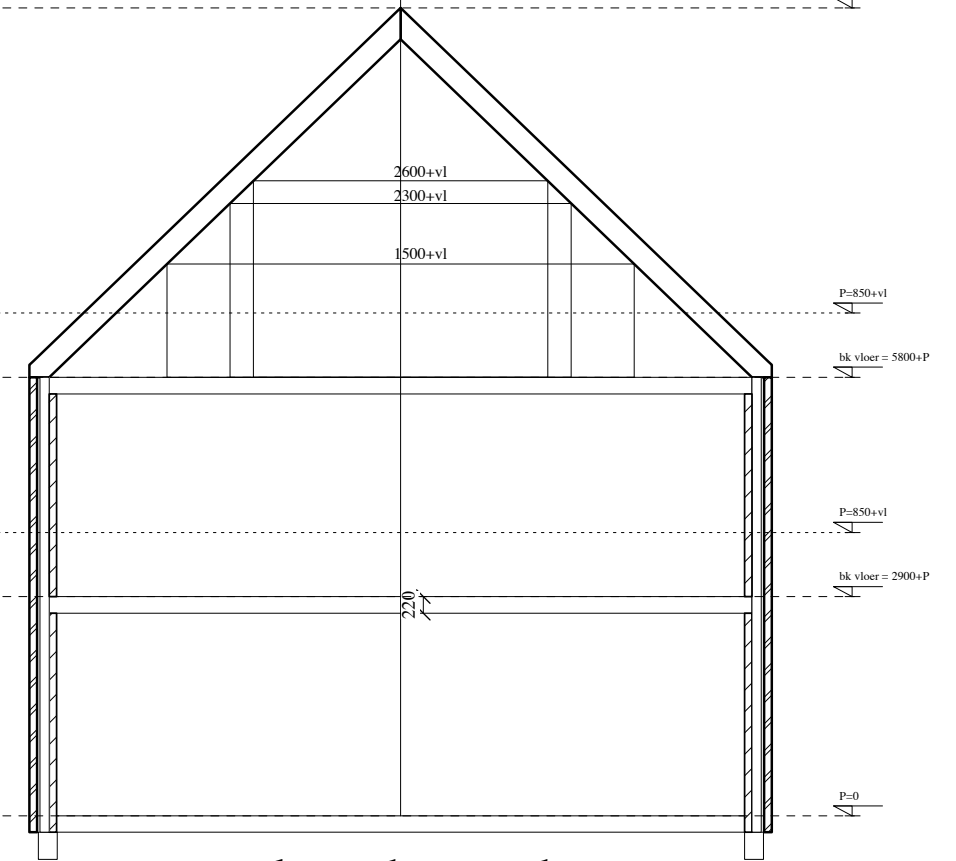 2600+vl
2300+vl
1500+vl
P=850+vl
bk vloer = 5800+P
P=850+vl
bk vloer = 2900+P
220
P=0